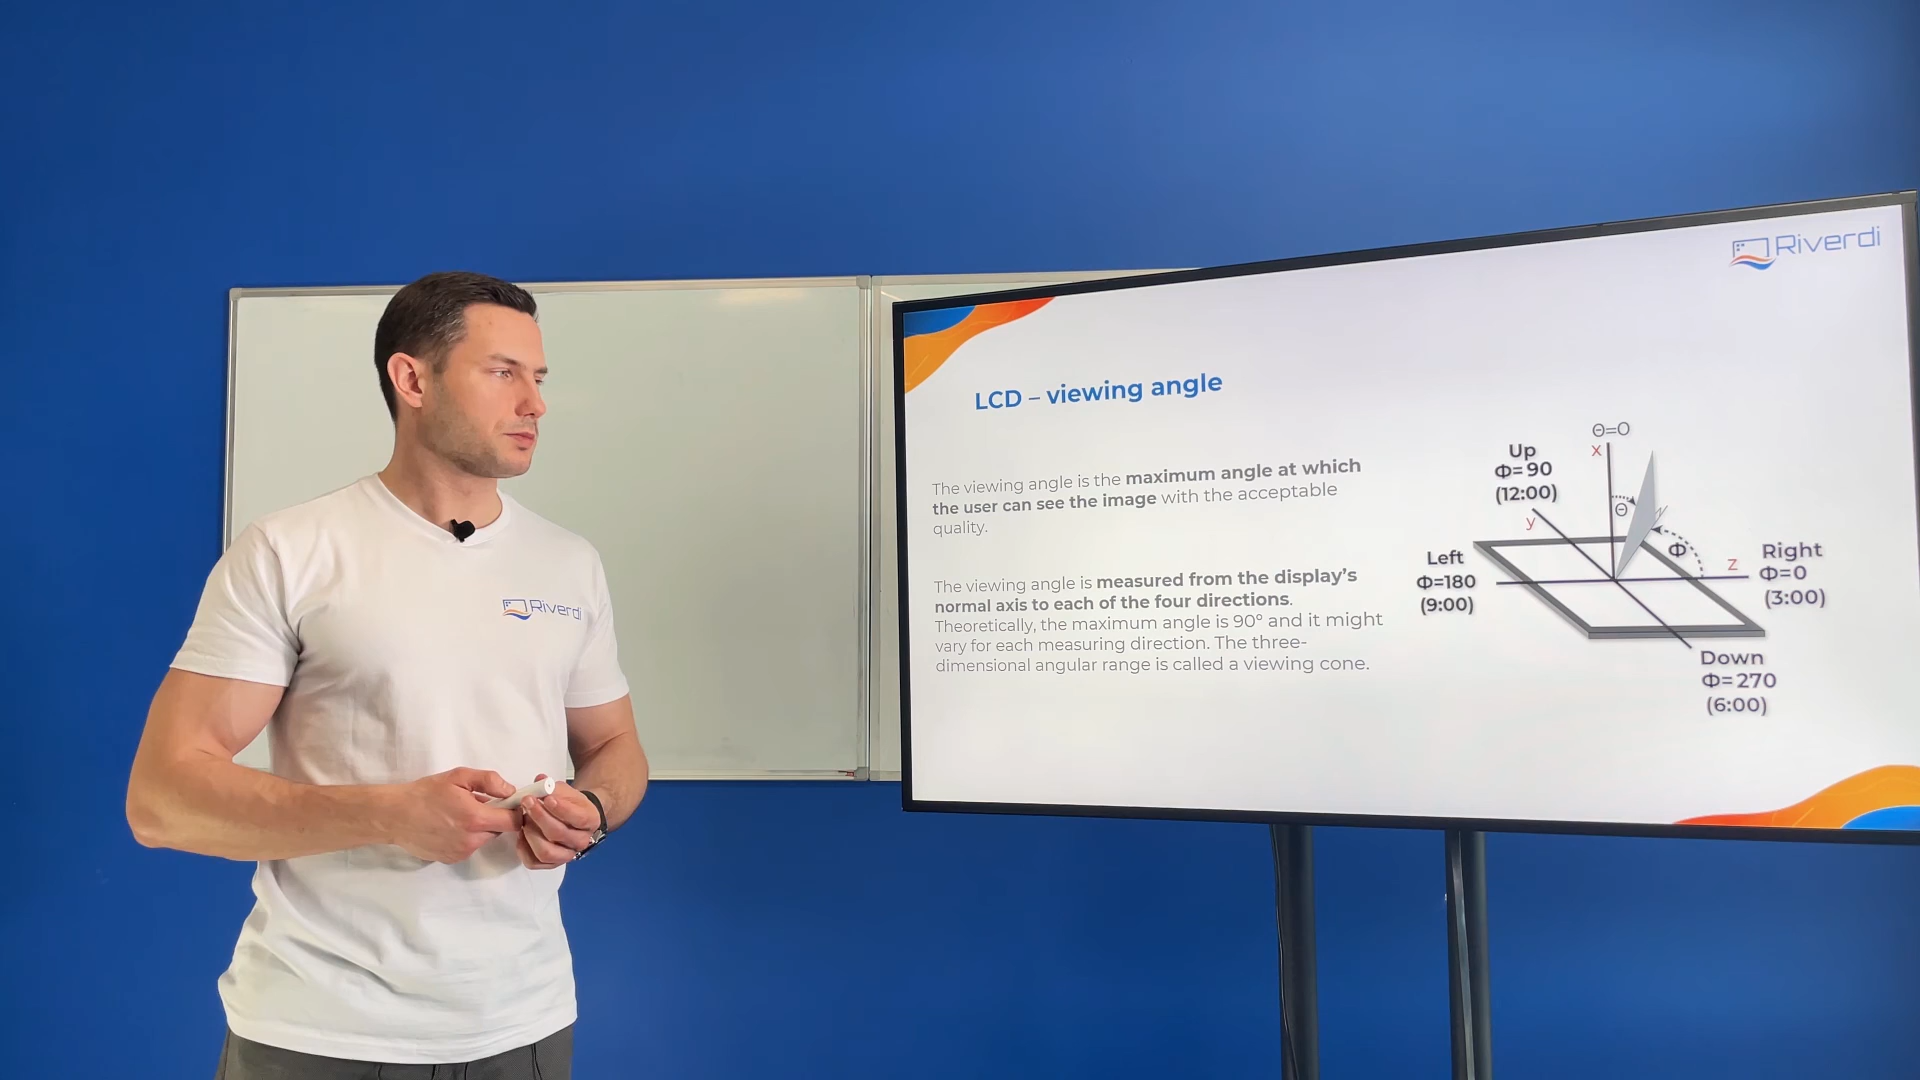 Riverdi
LCD – viewing angle
The viewing angle is the maximum angle at which
the user can see the image with the acceptable
quality.
The viewing angle is measured from the display’s
normal axis to each of the four directions.
Theoretically, the maximum angle is 90° and it might
vary for each measuring direction. The three-
dimensional angular range is called a viewing cone.
Θ=0
x
Up
Φ=90
(12:00)
y
Θ
Φ
z
Left
Φ=180
(9:00)
Right
Φ=0
(3:00)
Down
Φ=270
(6:00)
Riverdi